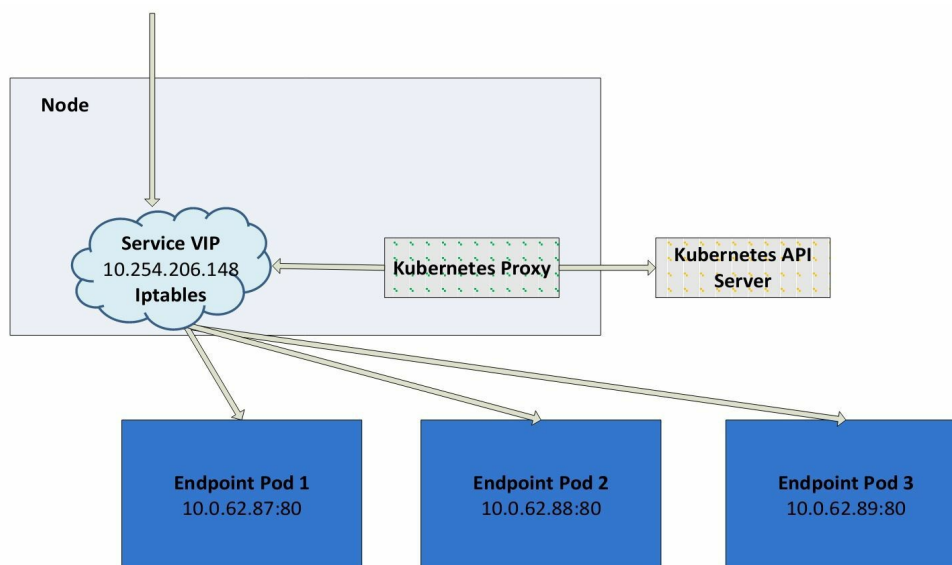 Node
Service VIP
10.254.206.148
Iptables
Kubernetes Proxy
Kubernetes API
Server
Endpoint Pod 1
10.0.62.87:80
Endpoint Pod 2
10.0.62.88:80
Endpoint Pod 3
10.0.62.89:80